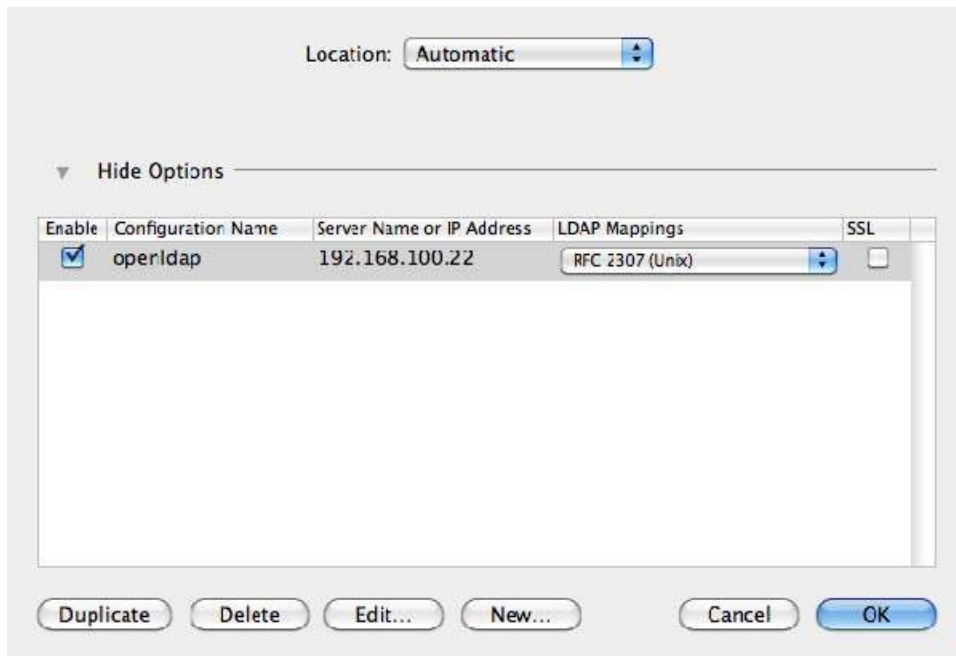 Location: Automatic
Hide Options
Enable Configuration Name Server Name or IP Address LDAP Mappings SSL
openldap 192.168.100.22 RFC 2307 (Unix)
Duplicate Delete Edit... New... Cancel OK